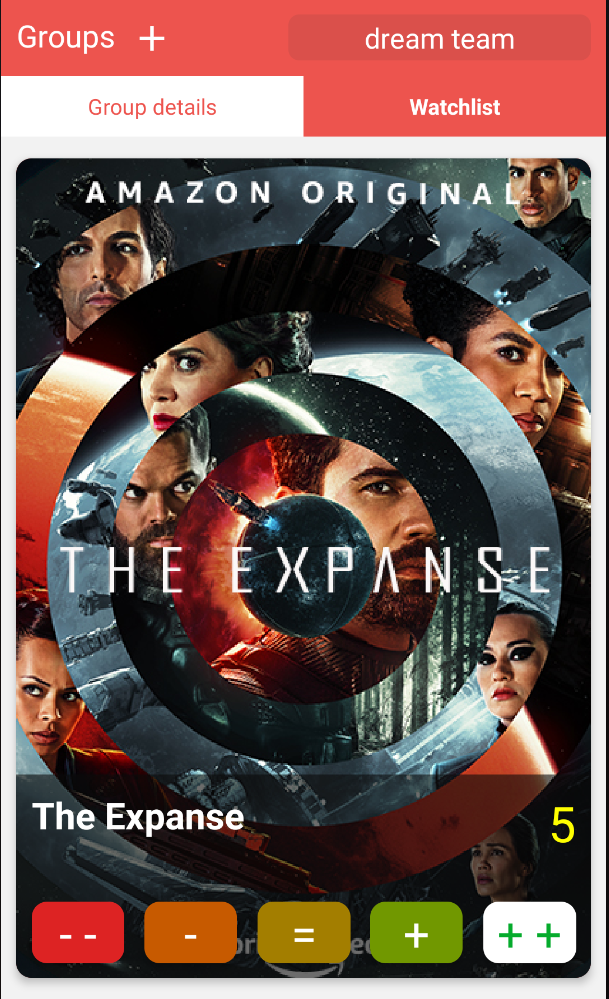 Groups + dream team
Group details Watchlist
AMAZON ORIGINAL
THE EXPANSE
The Expanse 5
- - - = + + +